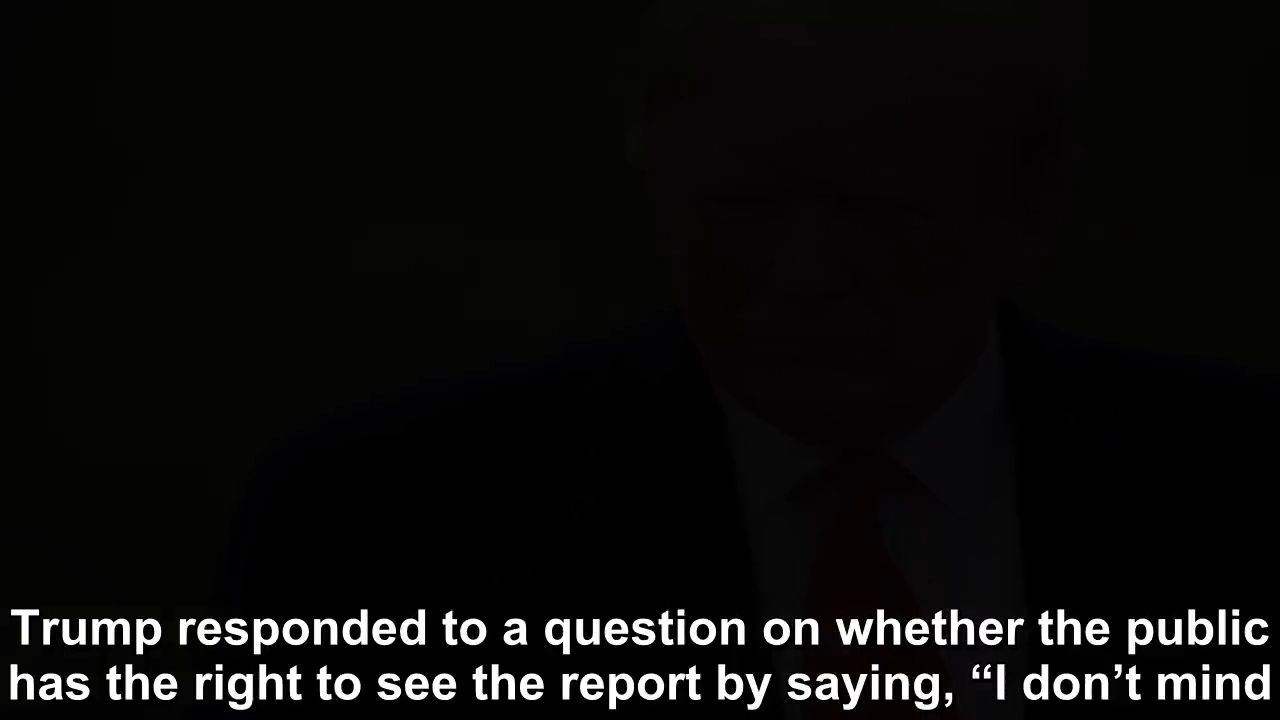 Trump responded to a question on whether the public
has the right to see the report by saying, “I don’t mind